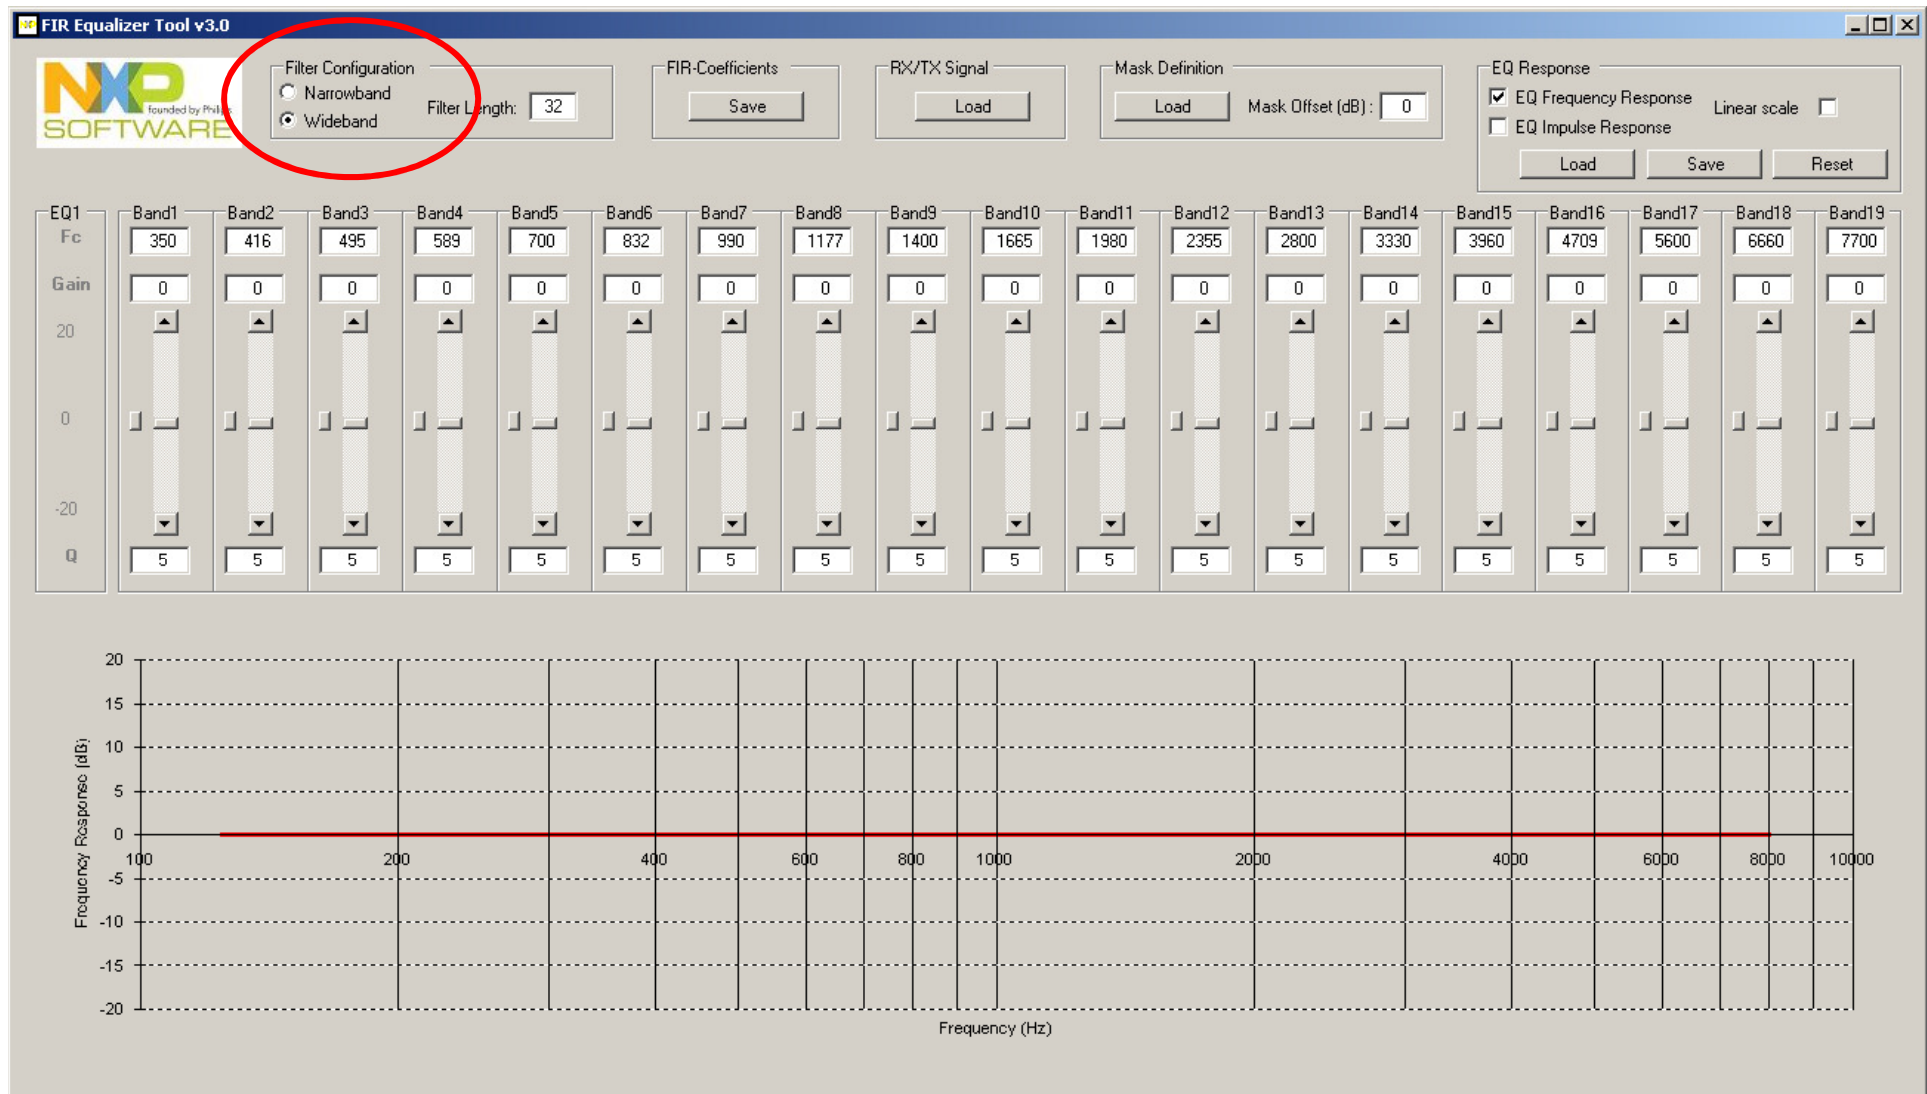 FIR Equalizer Tool v3.0
NXP
founded by Philips
SOFTWARE
Filter Configuration
Narrowband
Wideband
Filter Length: 32
FIR-Coefficients
Save
RX/TX Signal
Load
Mask Definition
Load Mask Offset (dB) : 0
EQ Response
EQ Frequency Response
Linear scale
EQ Impulse Response
Load Save Reset
EQ1 Band1 Band2 Band3 Band4 Band5 Band6 Band7 Band8 Band9 Band10 Band11 Band12 Band13 Band14 Band15 Band16 Band17 Band18 Band19
Fc 350 416 495 589 700 832 990 1177 1400 1665 1980 2355 2800 3330 3960 4709 5600 6660 7700
Gain 0 0 0 0 0 0 0 0 0 0 0 0 0 0 0 0 0 0 0
20
0
-20
Q 5 5 5 5 5 5 5 5 5 5 5 5 5 5 5 5 5 5 5
Frequency Response (dB)
20
15
10
5
0
100 200 400 600 800 1000 2000 4000 6000 8000 10000
-5
-10
-15
-20
Frequency (Hz)